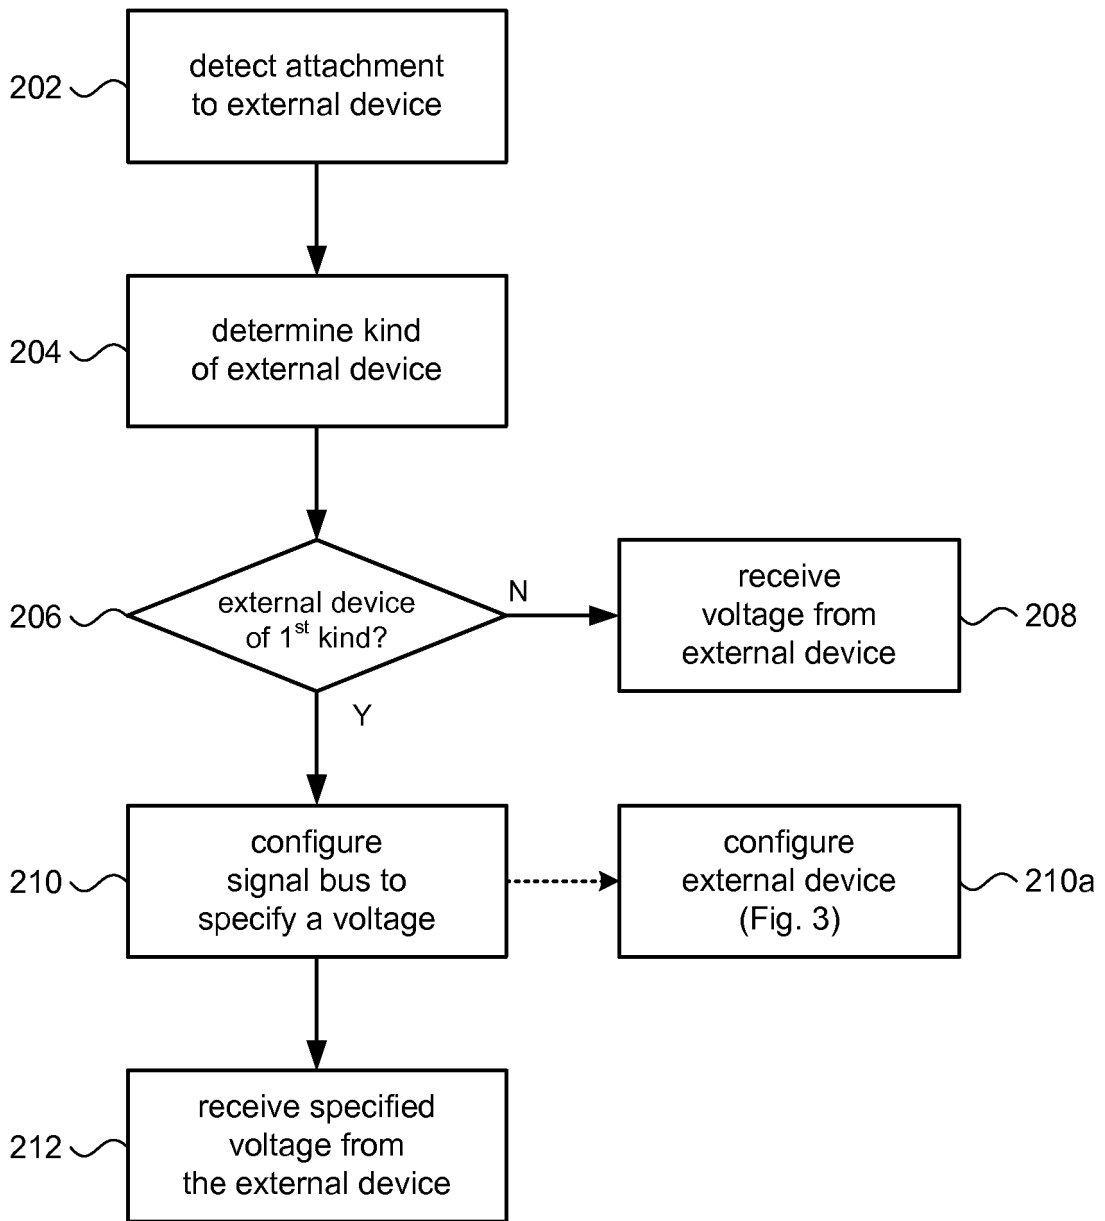 202
detect attachment
to external device
204
determine kind
of external device
206
external device
of 1st kind?
N
receive
voltage from
external device
208
Y
210
configure
signal bus to
specify a voltage
configure
external device
(Fig. 3)
210a
212
receive specified
voltage from
the external device